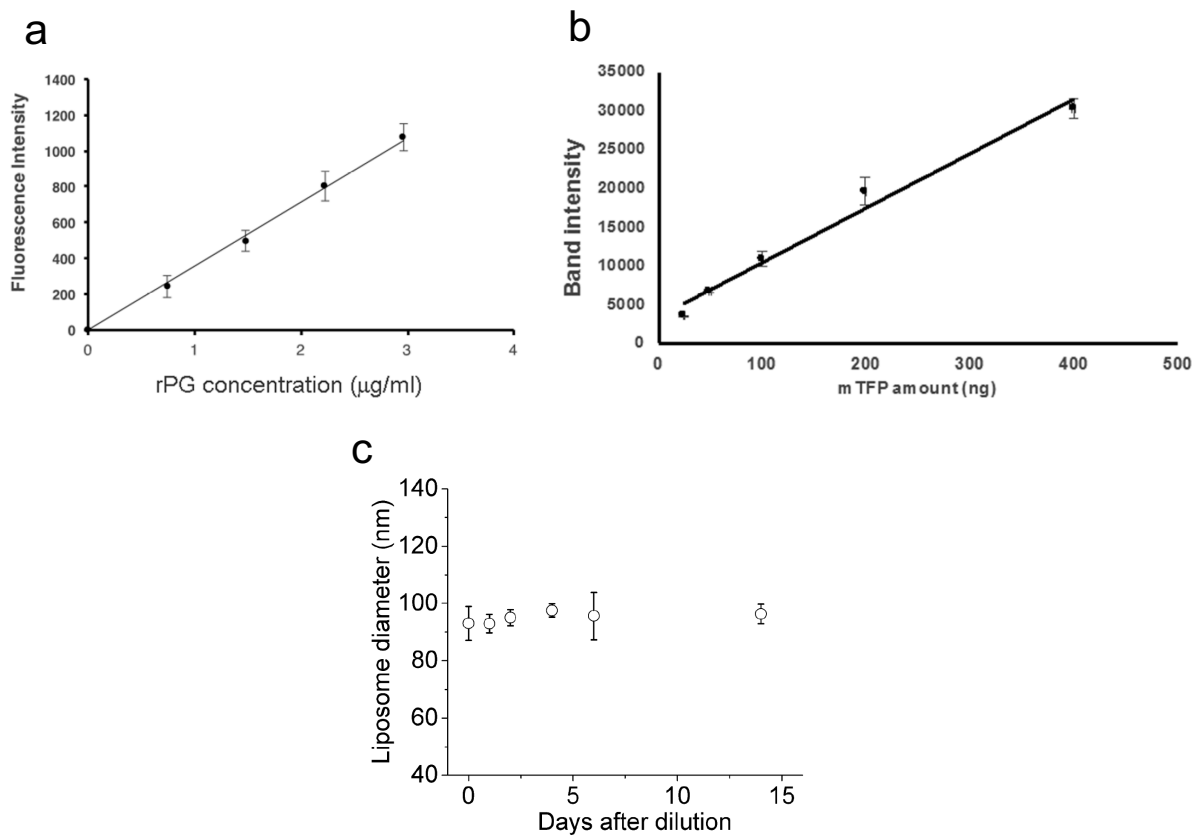 a
Fluorescence Intensity
1400
1200
1000
800
600
400
200
0
0 1 2 3 4
rPG concentration (μg/ml)
b
Band intensity
35000
30000
25000
20000
15000
10000
5000
0
0 100 200 300 400 500
mTFP amount (ng)
c
Liposome diameter (nm)
140
120
100
80
60
40
0 5 10 15
Days after dilution